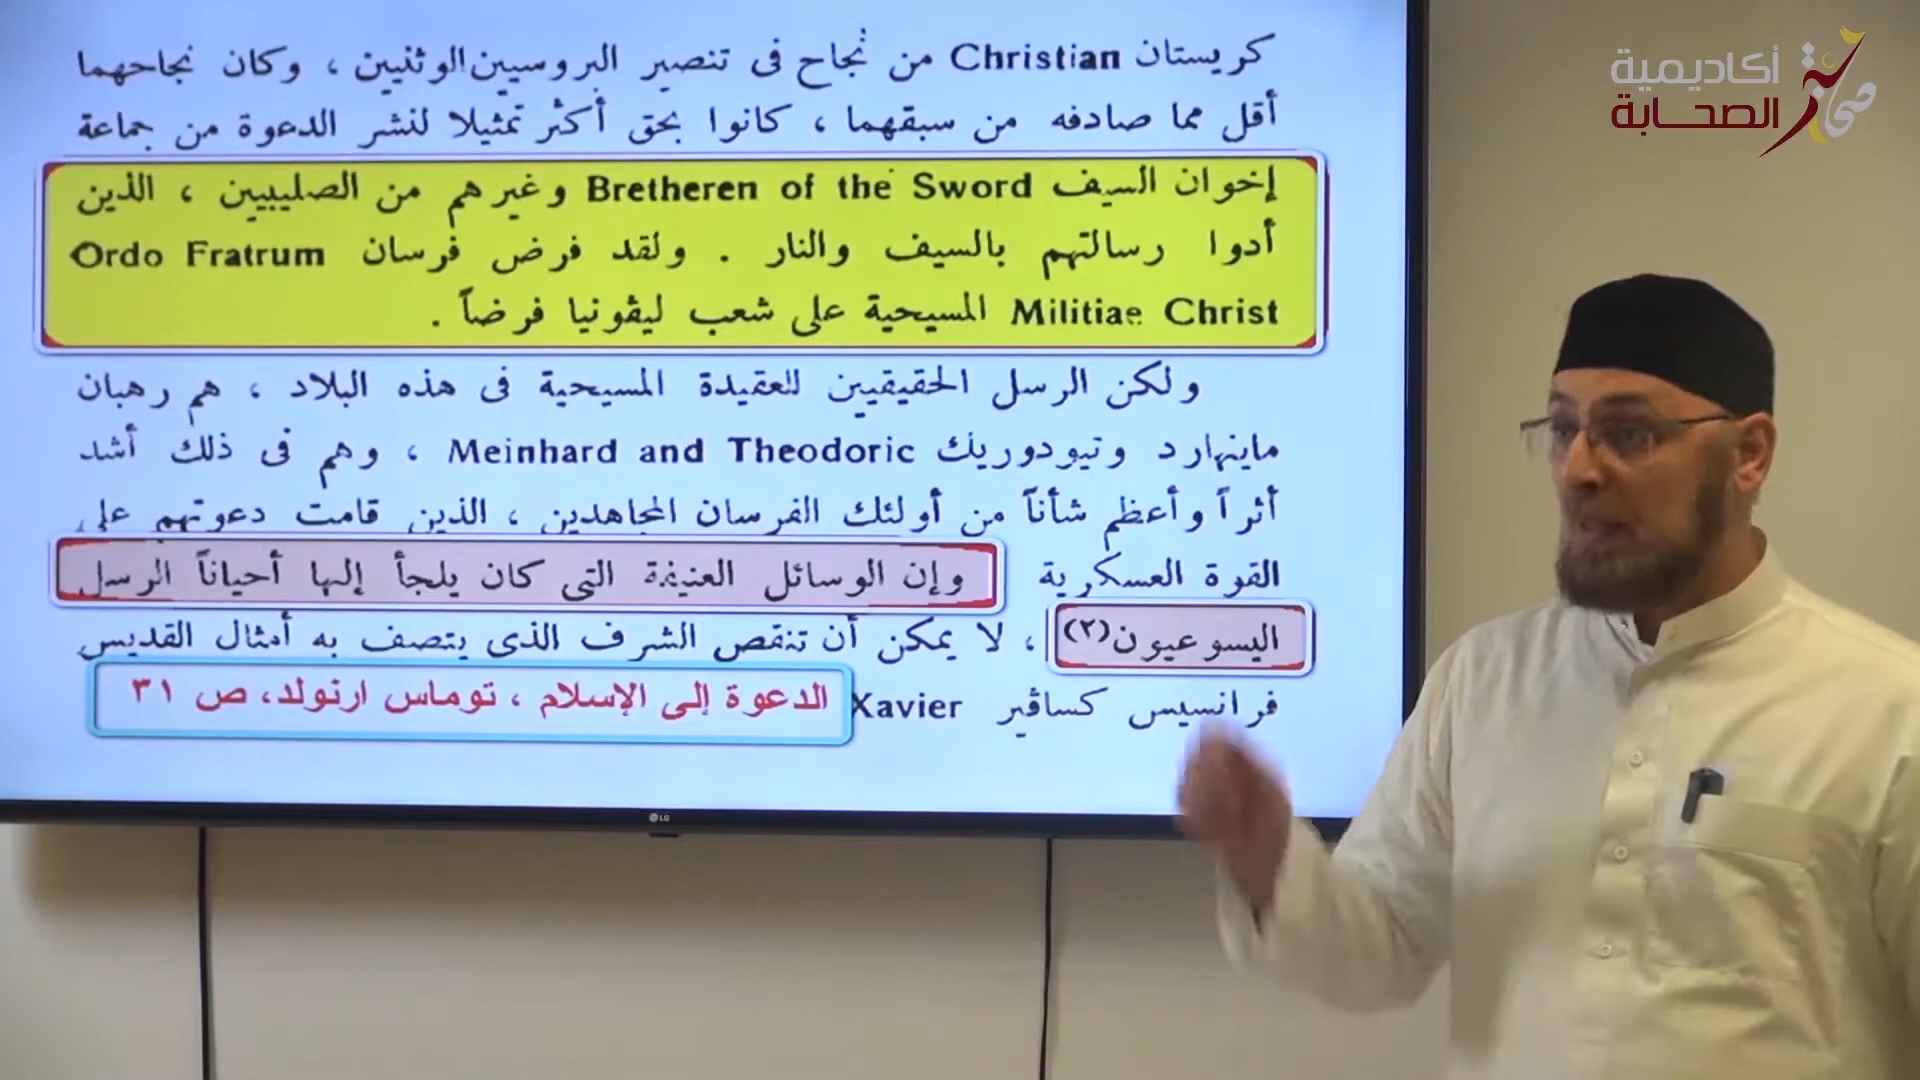 كريستان Christian من نجاح فى تنصير البروسيين الوثنيين ، وكان نجاحهما
أقل مما صادفه من سبقهما ، كانوا بحق أكثر تمثيلا لنشر الدعوة من جماعة
إخوان السيف Bretheren of the Sword وغيرهم من الصليبيين ، الذين
أدوا رسالتهم بالسيف والنار . ولقد فرض فرسان Ordo Fratrum
Militiae Christ المسيحية على شعب ليڤونيا فرضاً .
ولكن الرسل الحقيقيين للعقيدة المسيحية فى هذه البلاد ، هم رهبان
ماينهارد وتيودوريك Meinhard and Theodoric ، وهم فى ذلك أشد
أثراً وأعظم شأناً من أولئك الفرسان المجاهدين ، الذين قامت دعوتهم على
القوة العسكرية وإن الوسائل العنيفة التى كان يلجأ إليها أحياناً الرسل
اليسوعيون(٢) ، لا يمكن أن تنقص الشرف الذى يتصف به أمثال القديس
فرانسيس كساڤير Xavier
الدعوة إلى الإسلام ، توماس ارنولد، ص ٣١
أكاديمية
الصحابة
LG